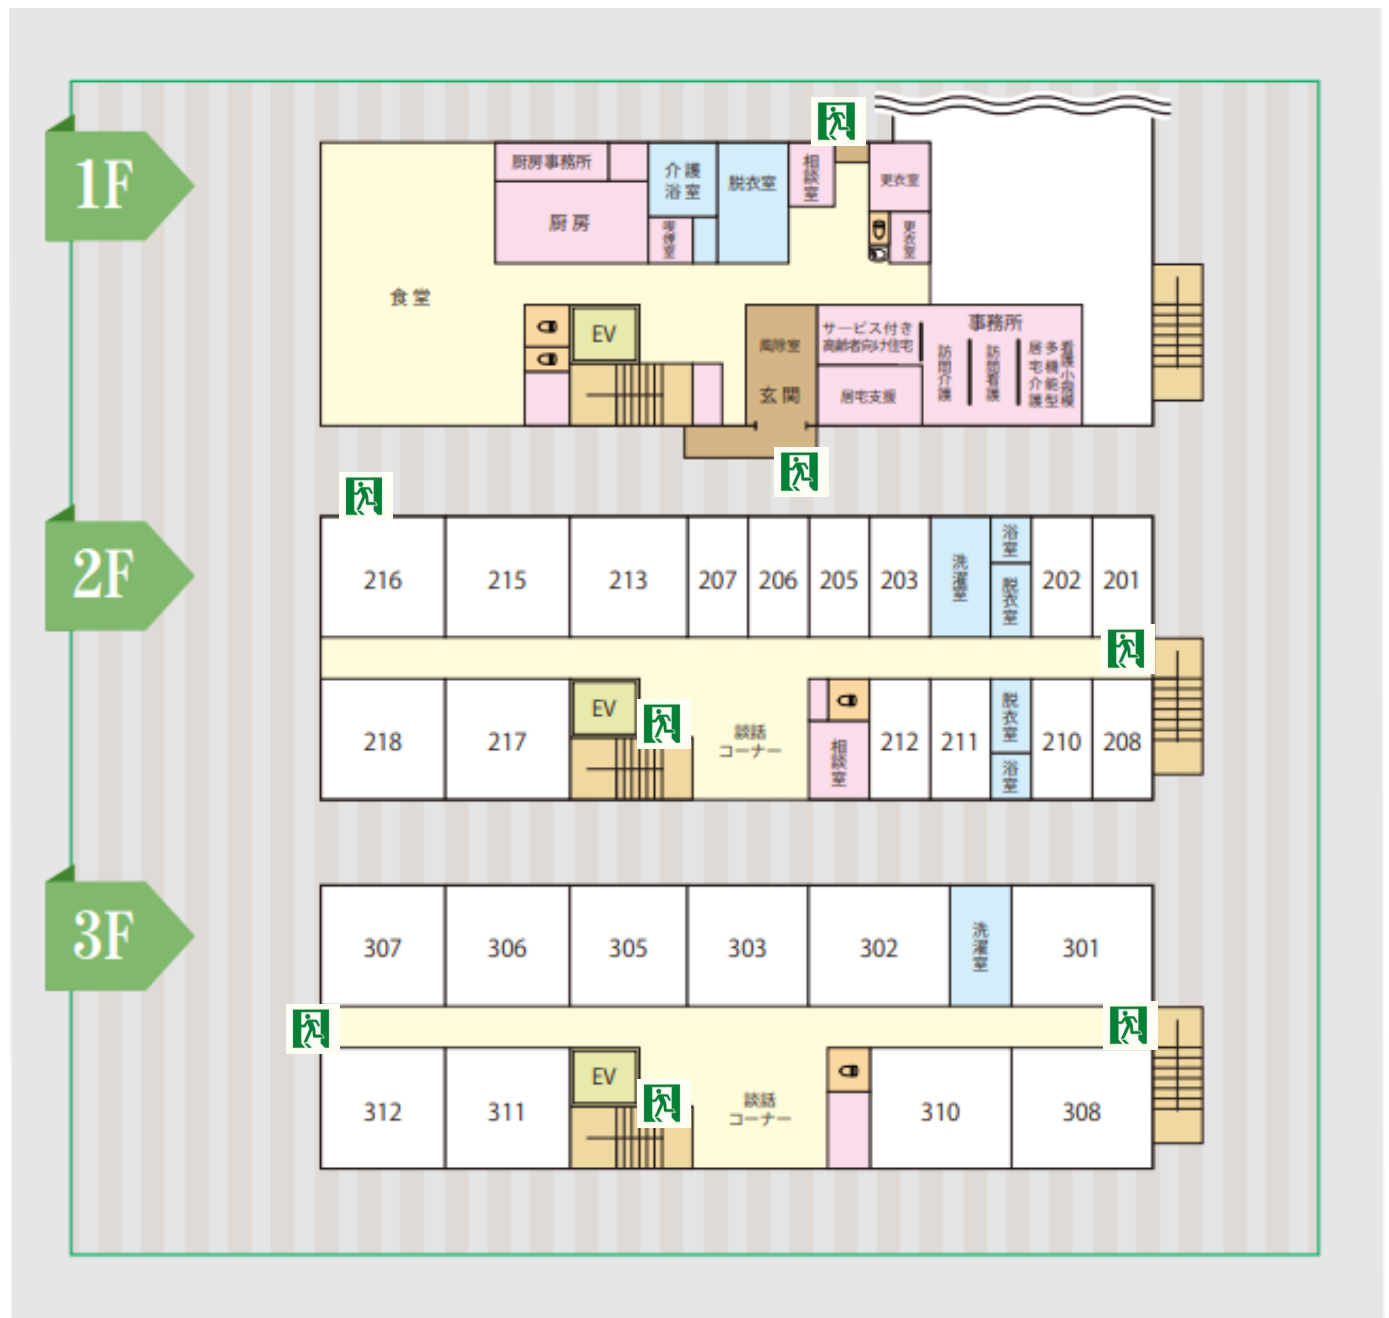 1F
厨房事務所
厨房
介護
浴室
脱衣室
相談室
更衣室
喫煙室
更衣室
食堂
EV
風除室
玄関
サービス付き
高齢者向け住宅
居宅支援
事務所
訪問介護
訪問看護
看護小規模
多機能型
居宅介護
2F
216
215
213
207
206
205
203
洗濯室
浴室
脱衣室
202
201
218
217
EV
談話
コーナー
相談室
212
211
脱衣室
浴室
210
208
3F
307
306
305
303
302
洗濯室
301
312
311
EV
談話
コーナー
310
308